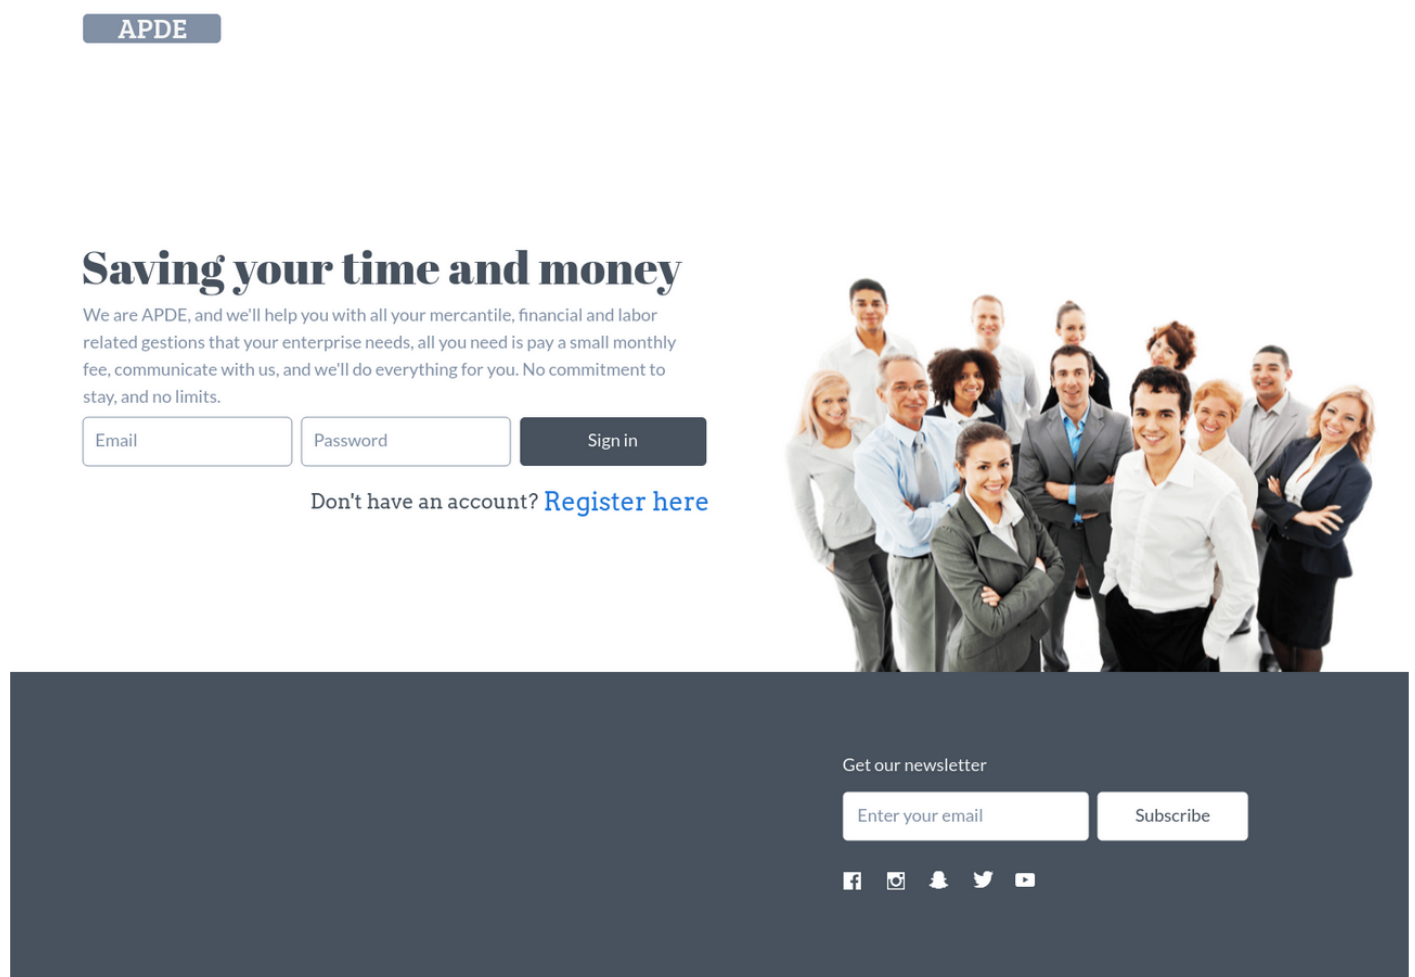 APDE
Saving your time and money
We are APDE, and we'll help you with all your mercantile, financial and labor
related gestions that your enterprise needs, all you need is pay a small monthly
fee, communicate with us, and we'll do everything for you. No commitment to
stay, and no limits.
Email Password Sign in
Don't have an account? Register here
Get our newsletter
Enter your email Subscribe